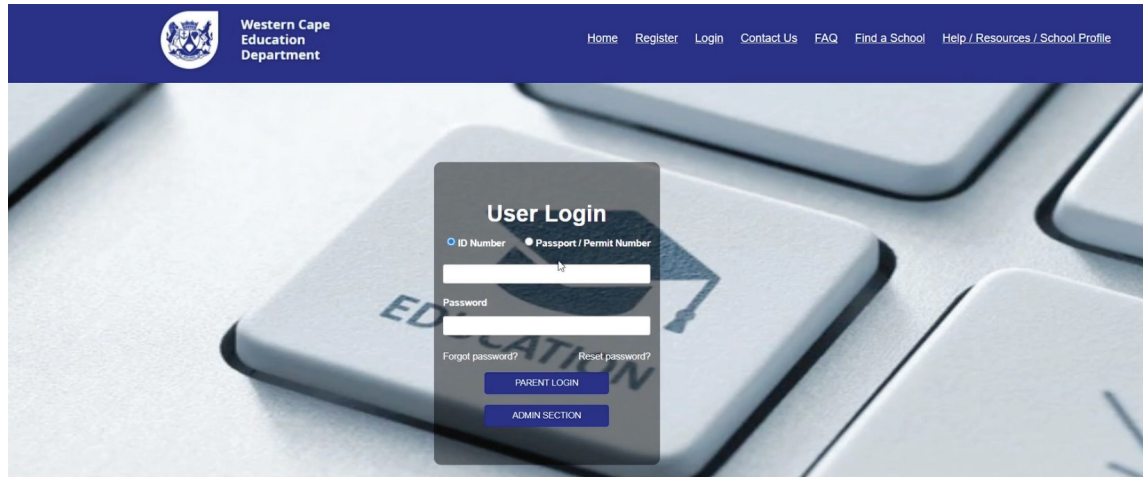 Western Cape
Education
Department
Home Register Login Contact Us FAQ Find a School Help / Resources / School Profile
User Login
ID Number Passport / Permit Number
Password
Forgot password? Reset password?
PARENT LOGIN
ADMIN SECTION
EDUCATION